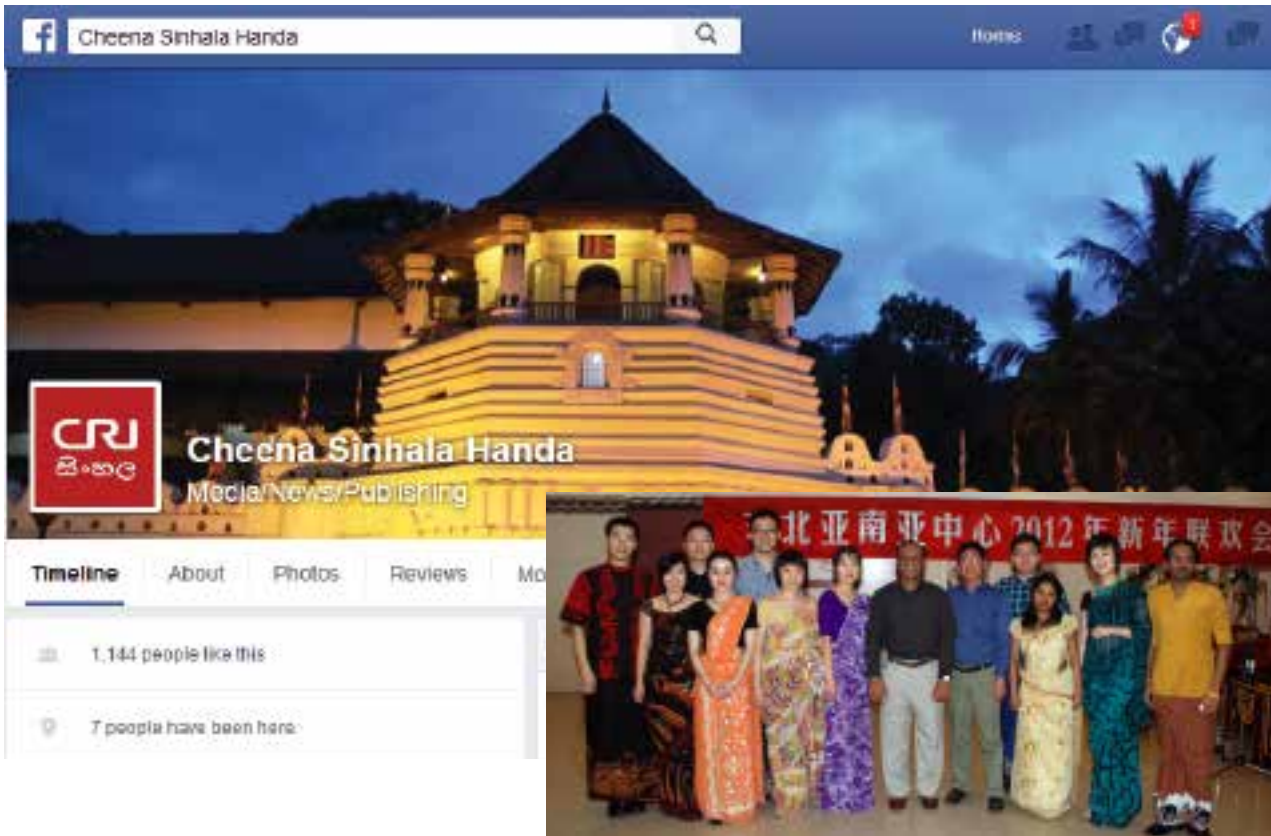 Cheena Sinhala Handa
Home
1
CRI
සිංහල
Cheena Sinhala Handa
Media/News/Publishing
Timeline
About
Photos
Reviews
Mo
1,144 people like this
7 people have been here
北亚南亚中心2012年新年联欢会